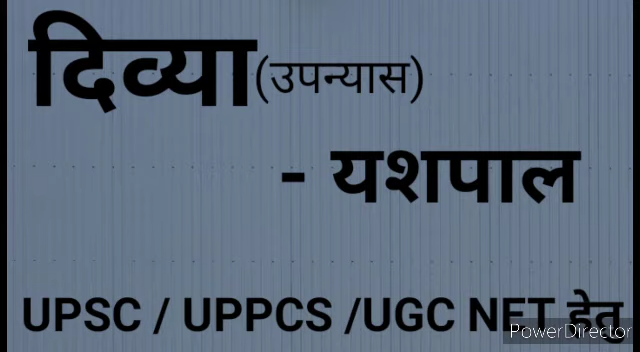 दिव्या(उपन्यास)
- यशपाल
UPSC / UPPCS /UGC NET हेतु
PowerDirector